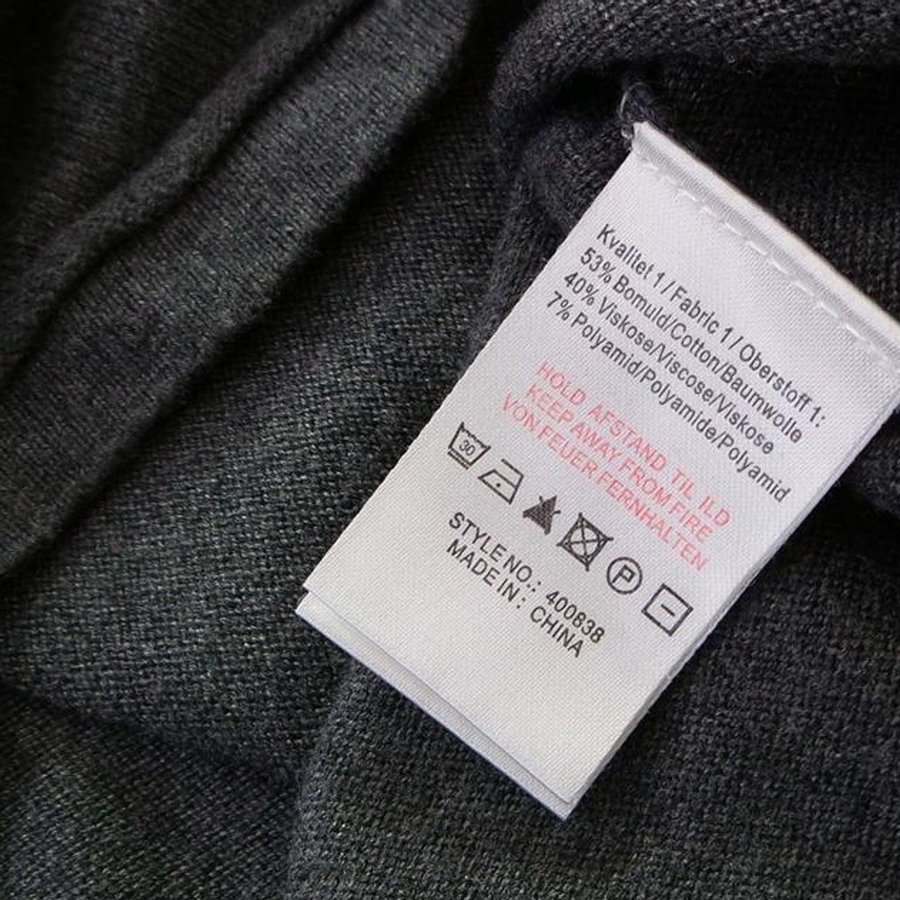 Kvalitet 1 / Fabric 1 / Oberstoff 1:
53% Bomuld/Cotton/Baumwolle
40% Viskose/Viscose/Viskose
7% Polyamid/Polyamide/Polyamid
HOLD AFSTAND TIL ILD
KEEP AWAY FROM FIRE
VON FEUER FERNHALTEN
30 P
STYLE NO.: 400638
MADE IN: CHINA